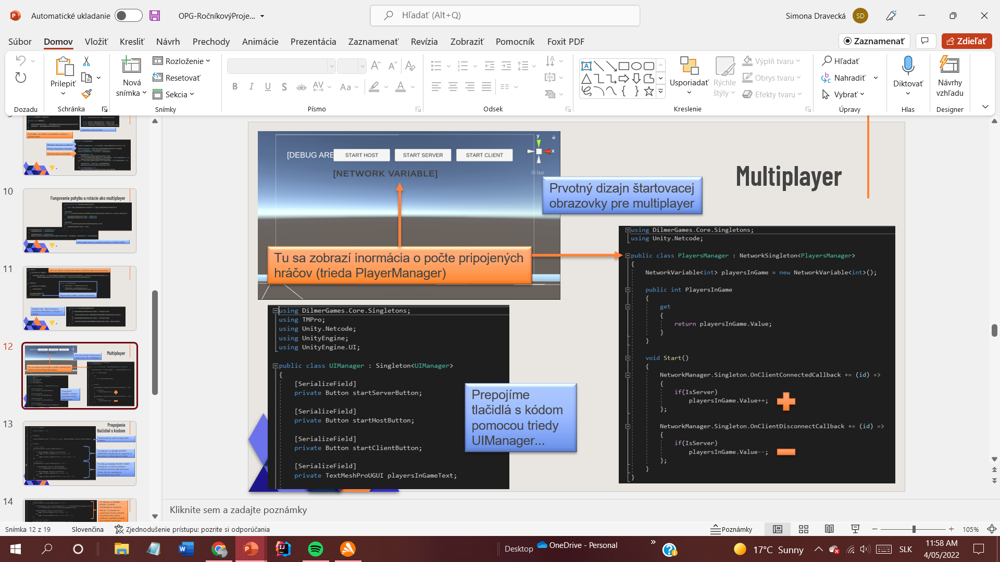 Automatické ukladanie
OPG-RočníkovýProje...
Hľadať (Alt+Q)
Simona Dravecká
SD
Súbor
Domov
Vložiť
Kresliť
Návrh
Prechody
Animácie
Prezentácia
Zaznamenať
Revízia
Zobraziť
Pomocník
Foxit PDF
Zaznamenať
Zdieľať
Dozadu
Prilepiť
Schránka
Nová
snímka
Rozloženie
Resetovať
Sekcia
Snímky
Písmo
Odsek
Usporiadať
Rýchle
štýly
Výplň tvaru
Obrys tvaru
Efekty tvaru
Kreslenie
Hľadať
Nahradiť
Vybrať
Úpravy
Diktovať
Hlas
Návrhy
vzhľadu
Designer
10
Fungovanie pohybu a rotácie ako multiplayer
11
12
Multiplayer
13
Prepojenie
tlačidiel s kódom
14
[DEBUG ARE
START HOST
START SERVER
START CLIENT
[NETWORK VARIABLE]
y
x
Iso
Multiplayer
Prvotný dizajn štartovacej
obrazovky pre multiplayer
Tu sa zobrazí inormácia o počte pripojených
hráčov (trieda PlayerManager)
using DilmerGames.Core.Singletons;
using TMPro;
using Unity.Netcode;
using UnityEngine;
using UnityEngine.UI;
public class UIManager : Singleton<UIManager>
{
[SerializeField]
private Button startServerButton;
[SerializeField]
private Button startHostButton;
[SerializeField]
private Button startClientButton;
[SerializeField]
private TextMeshProUGUI playersInGameText;
Prepojíme
tlačidlá s kódom
pomocou triedy
UIManager...
using DilmerGames.Core.Singletons;
using Unity.Netcode;
public class PlayersManager : NetworkSingleton<PlayersManager>
{
NetworkVariable<int> playersInGame = new NetworkVariable<int>();
public int PlayersInGame
{
get
{
return playersInGame.Value;
}
}
void Start()
{
NetworkManager.Singleton.OnClientConnectedCallback += (id) =>
{
if(IsServer)
playersInGame.Value++;
};
NetworkManager.Singleton.OnClientDisconnectCallback += (id) =>
{
if(IsServer)
playersInGame.Value--;
};
}
}
Kliknite sem a zadajte poznámky
Snímka 12 z 19
Slovenčina
Zjednodušenie prístupu: pozrite si odporúčania
Poznámky
105%
Desktop
OneDrive - Personal
17°C Sunny
SLK
11:58 AM
4/05/2022